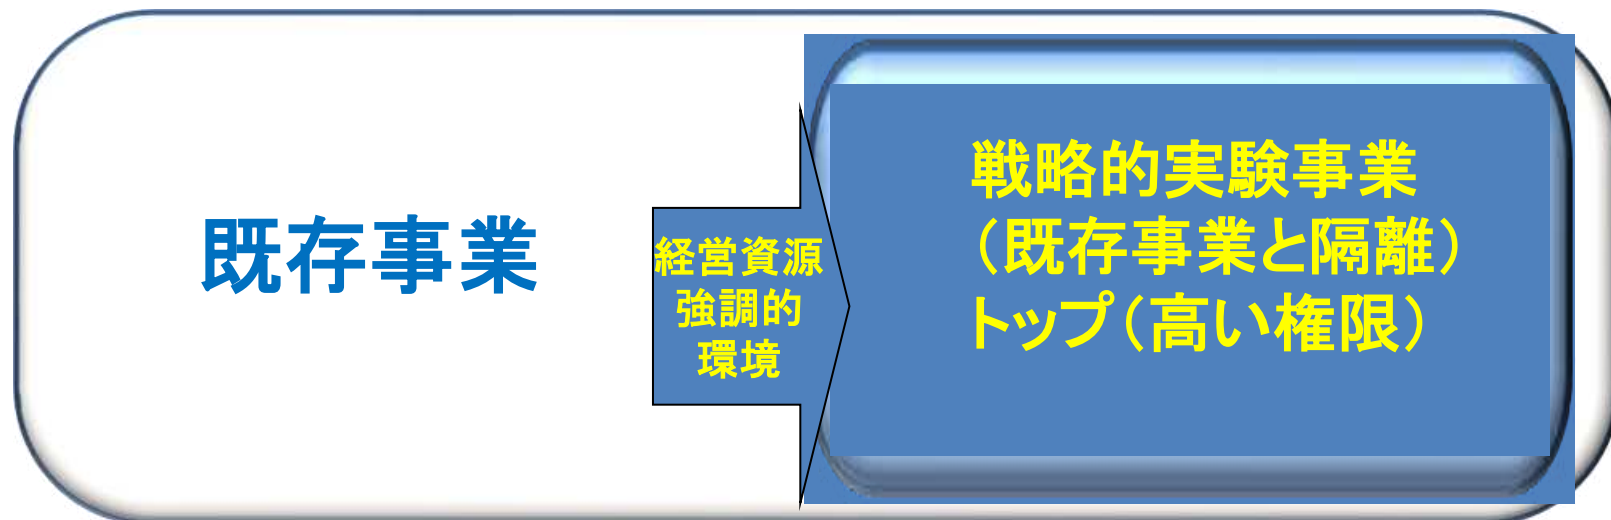 既存事業
経営資源
強調的
環境
戦略的実験事業
（既存事業と隔離）
トップ（高い権限）